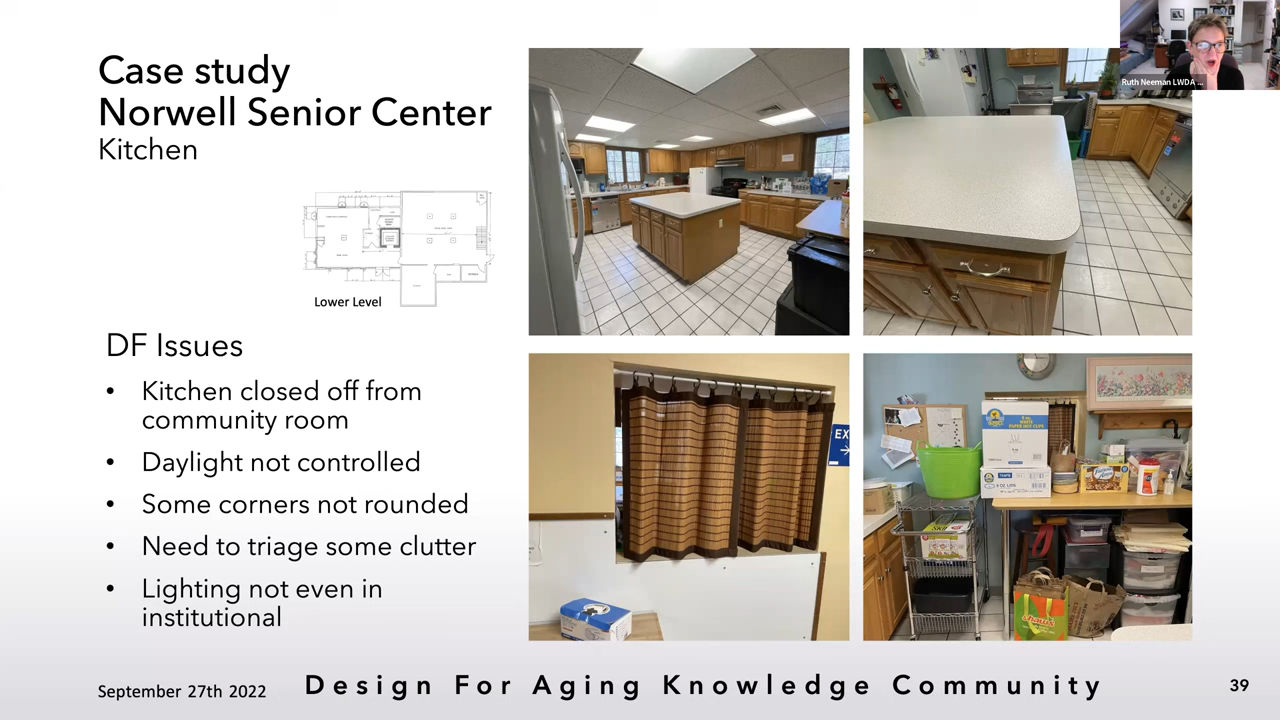 Case study
Norwell Senior Center
Kitchen
Lower Level
DF Issues
• Kitchen closed off from
community room
• Daylight not controlled
• Some corners not rounded
• Need to triage some clutter
• Lighting not even in
institutional
Ruth Neeman LWDA ...
EX
September 27th 2022
Design For Aging Knowledge Community
39